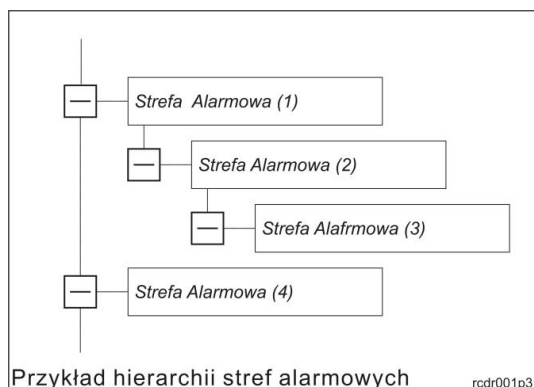 Strefa Alarmowa (1)
Strefa Alarmowa (2)
Strefa Alafrmowa (3)
Strefa Alarmowa (4)
Przykład hierarchii stref alarmowych
rcdr001p3